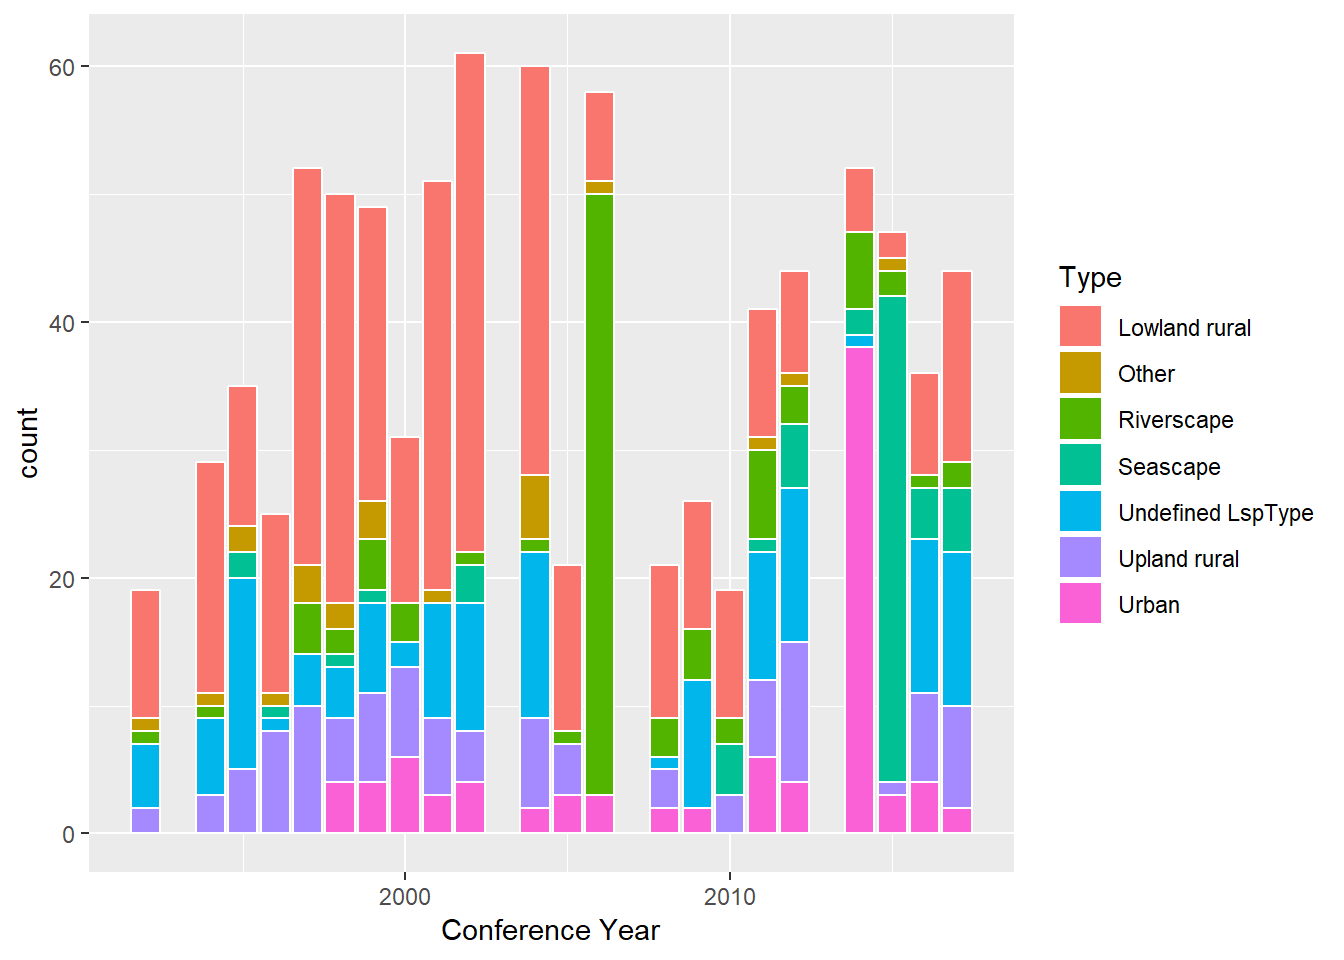 60
40
20
0
count
2000
2010
Conference Year
Type
Lowland rural
Other
Riverscape
Seascape
Undefined LspType
Upland rural
Urban